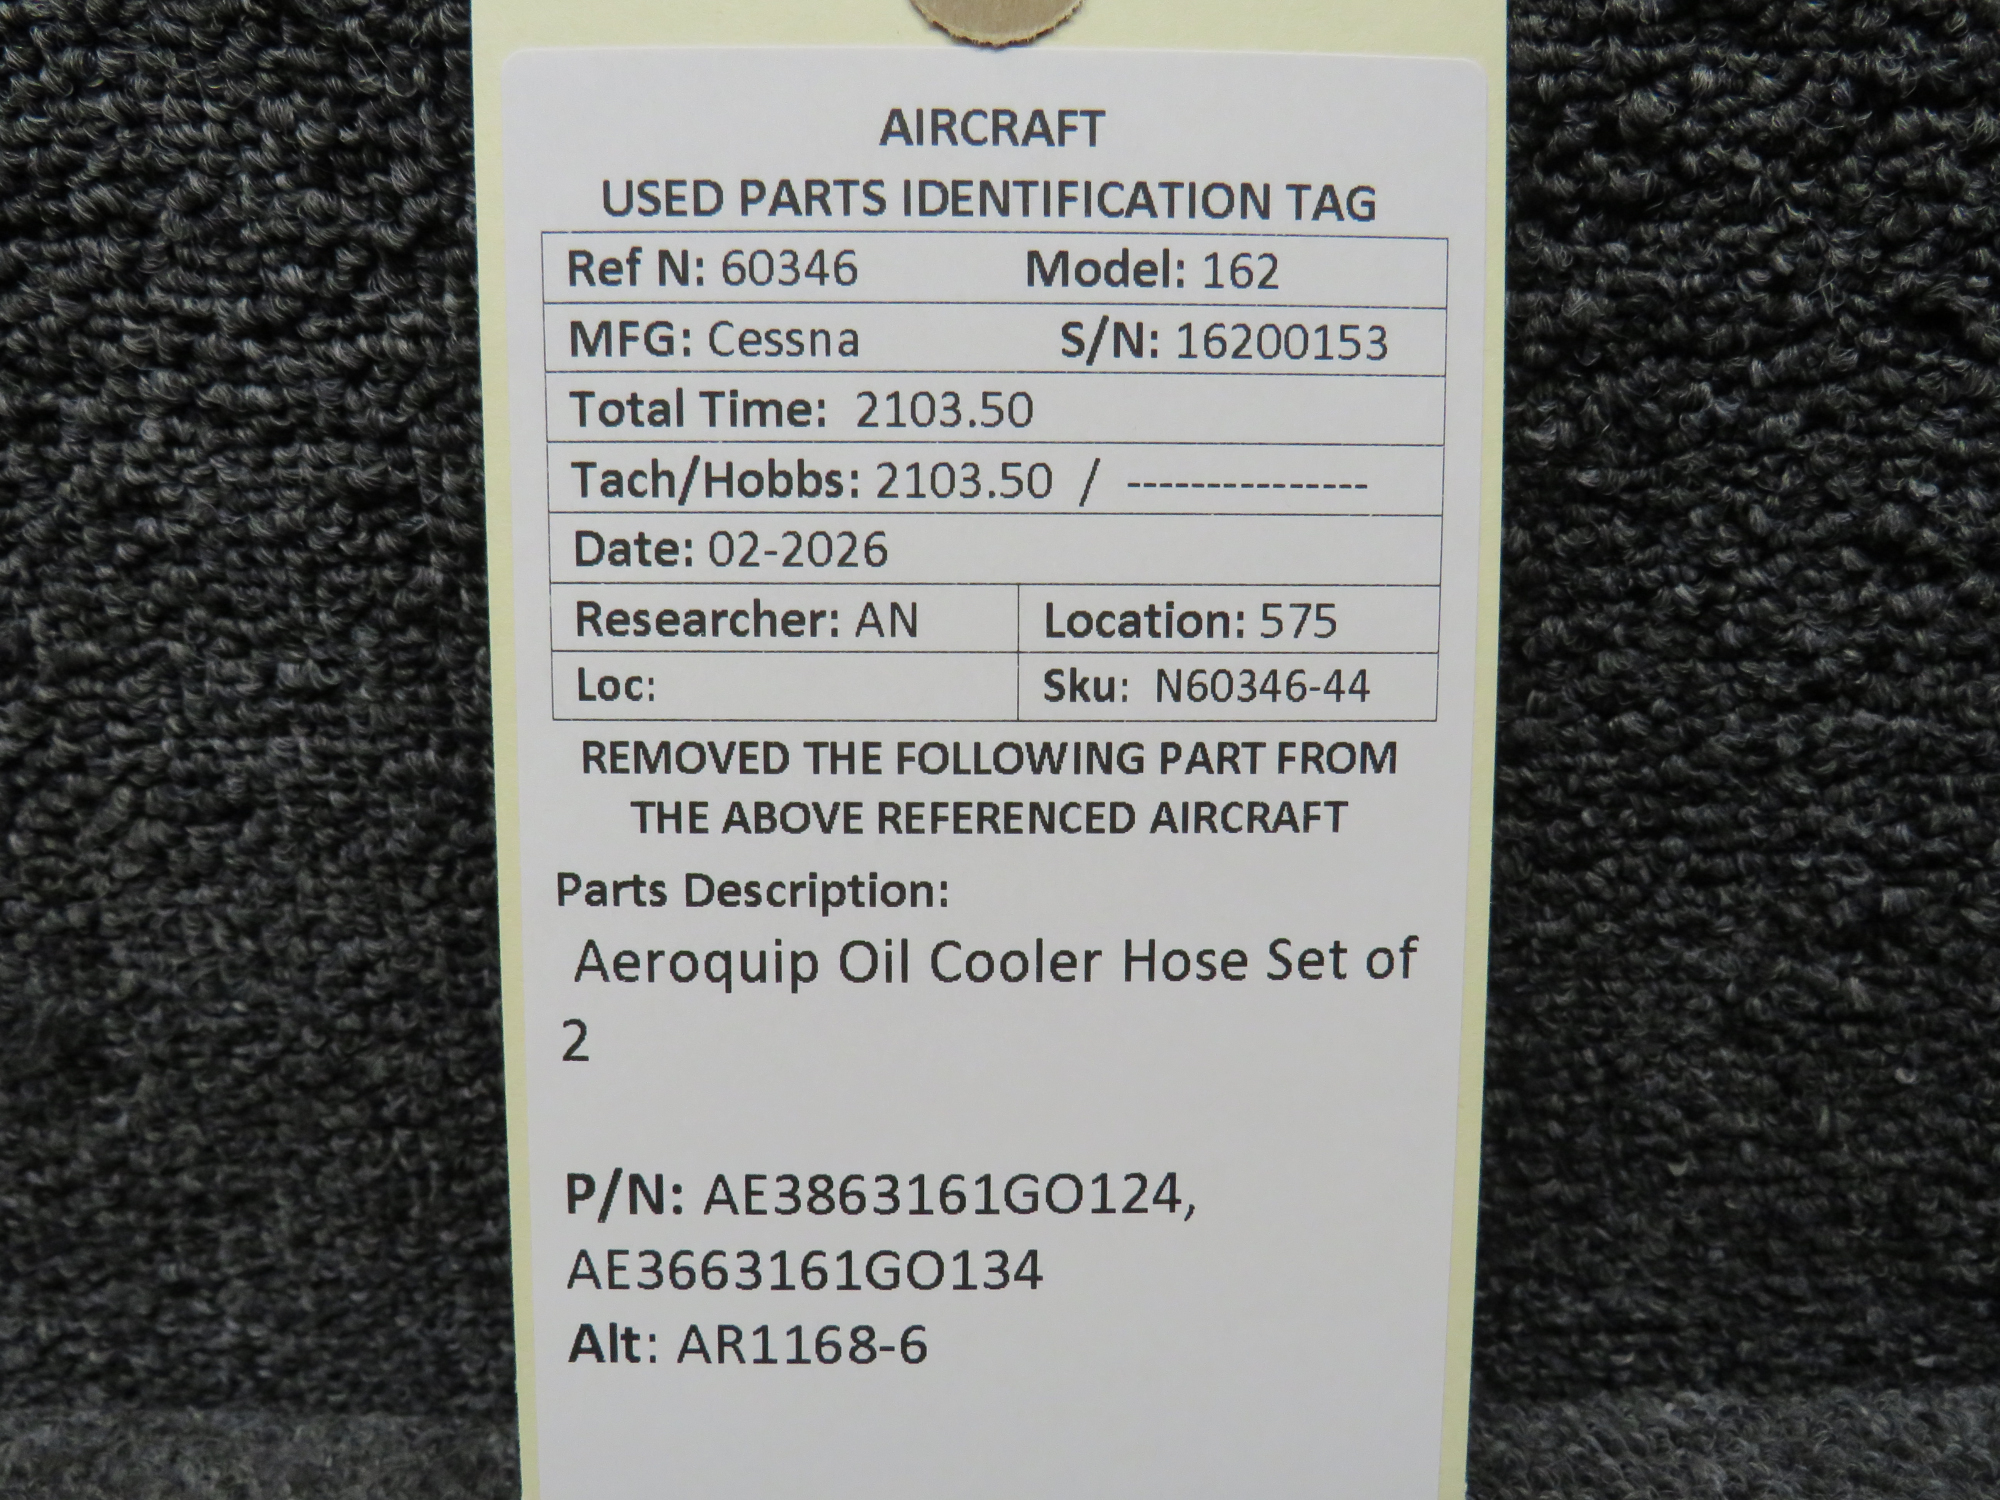 AIRCRAFT
USED PARTS IDENTIFICATION TAG
Ref N: 60346 Model: 162
MFG: Cessna S/N: 16200153
Total Time: 2103.50
Tach/Hobbs: 2103.50 / ---------------
Date: 02-2026
Researcher: AN Location: 575
Loc: Sku: N60346-44
REMOVED THE FOLLOWING PART FROM
THE ABOVE REFERENCED AIRCRAFT
Parts Description:
Aeroquip Oil Cooler Hose Set of
2
P/N: AE3863161GO124,
AE3663161GO134
Alt: AR1168-6